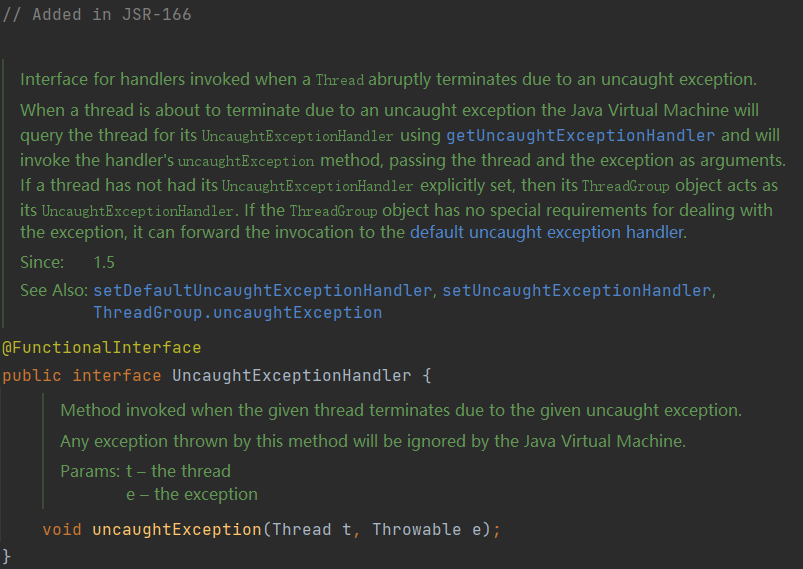 // Added in JSR-166
Interface for handlers invoked when a Thread abruptly terminates due to an uncaught exception.
When a thread is about to terminate due to an uncaught exception the Java Virtual Machine will
query the thread for its UncaughtExceptionHandler using getUncaughtExceptionHandler and will
invoke the handler's uncaughtException method, passing the thread and the exception as arguments.
If a thread has not had its UncaughtExceptionHandler explicitly set, then its ThreadGroup object acts as
its UncaughtExceptionHandler. If the ThreadGroup object has no special requirements for dealing with
the exception, it can forward the invocation to the default uncaught exception handler.
Since: 1.5
See Also: setDefaultUncaughtExceptionHandler, setUncaughtExceptionHandler,
ThreadGroup.uncaughtException
@FunctionalInterface
public interface UncaughtExceptionHandler {
Method invoked when the given thread terminates due to the given uncaught exception.
Any exception thrown by this method will be ignored by the Java Virtual Machine.
Params: t – the thread
e – the exception
void uncaughtException(Thread t, Throwable e);
}